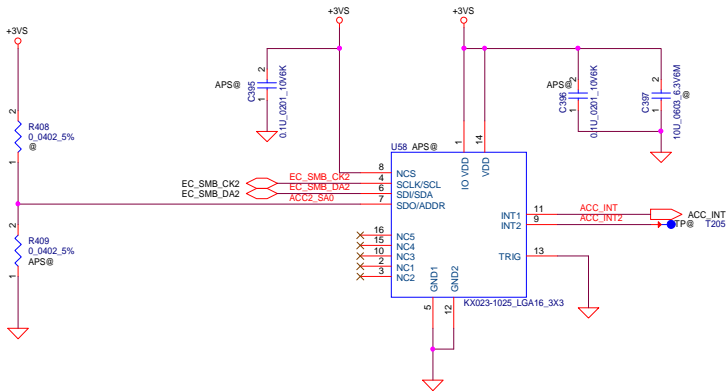 +3VS
+3VS
+3VS
APS@
2
1
C395
0.1U_0201_10V6K
APS@
2
1
C396
0.1U_0201_10V6K
2
1
C397
10U_0603_6.3V6M
@
2
R408
0_0402_5%
@
1
2
R409
0_0402_5%
APS@
1
U58 APS@
1
14
IO VDD
VDD
EC_SMB_CK2
EC_SMB_DA2
EC_SMB_CK2
EC_SMB_DA2
ACC2_SA0
8 NCS
4 SCLK/SCL
6 SDI/SDA
7 SDO/ADDR
16 NC5
15 NC4
10 NC3
2 NC1
3 NC2
INT1 11 ACC_INT
ACC_INT
INT2 9 ACC_INT2
TP@ T205
TRIG 13
GND1
GND2
5
12
KX023-1025_LGA16_3X3